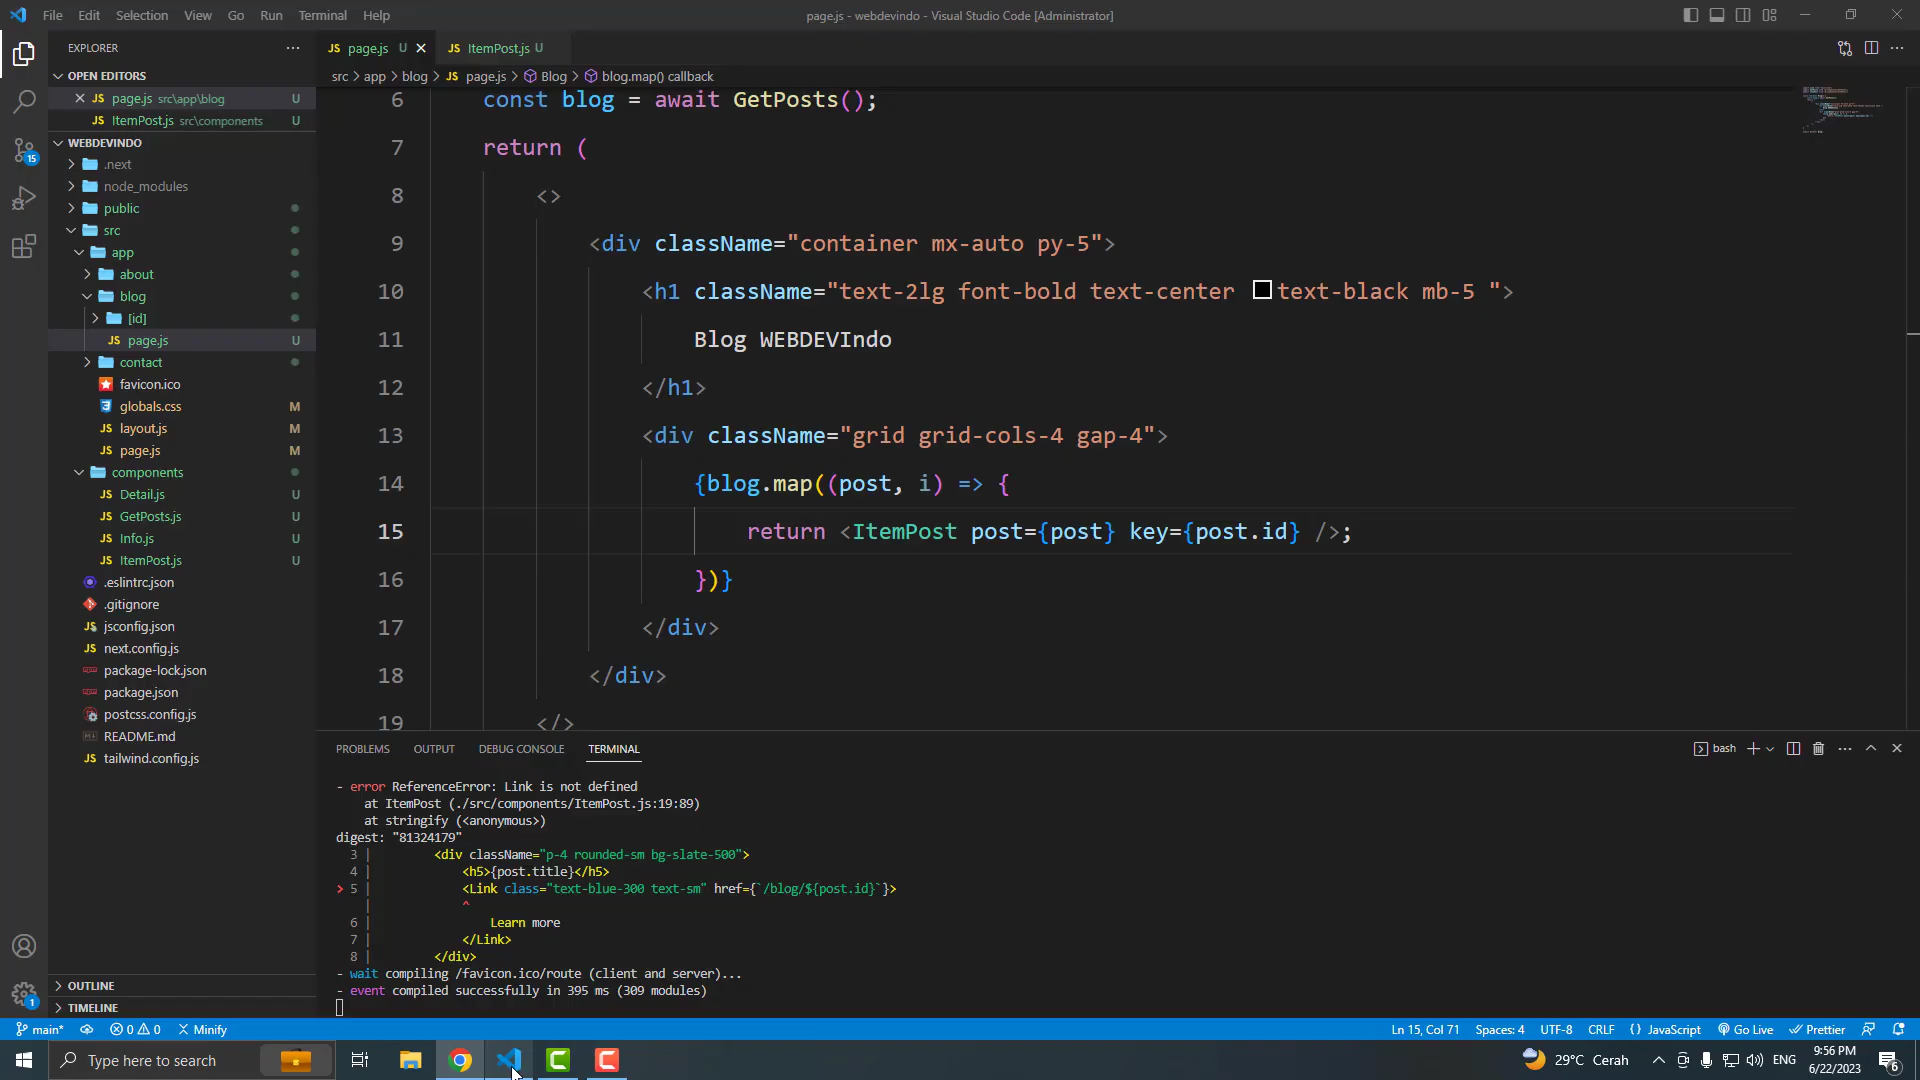 File Edit Selection View Go Run Terminal Help
page.js - webdevindo - Visual Studio Code [Administrator]
EXPLORER
OPEN EDITORS
JS page.js src\app\blog U
JS ItemPost.js src\components U
WEBDEVINDO
.next
node_modules
public
src
app
about
blog
[id]
JS page.js U
contact
favicon.ico
globals.css M
JS layout.js M
JS page.js M
components
JS Detail.js U
JS GetPosts.js U
JS Info.js U
JS ItemPost.js U
.eslintrc.json
.gitignore
JS jsconfig.json
JS next.config.js
package-lock.json
package.json
postcss.config.js
README.md
JS tailwind.config.js
OUTLINE
TIMELINE
15
1
JS page.js U
JS ItemPost.js U
src > app > blog > JS page.js > Blog > blog.map() callback
6 const blog = await GetPosts();
7 return (
8 <>
9 <div className="container mx-auto py-5">
10 <h1 className="text-2lg font-bold text-center text-black mb-5 ">
11 Blog WEBDEVIndo
12 </h1>
13 <div className="grid grid-cols-4 gap-4">
14 {blog.map((post, i) => {
15 return <ItemPost post={post} key={post.id} />;
16 })}
17 </div>
18 </div>
19 </>
PROBLEMS OUTPUT DEBUG CONSOLE TERMINAL
bash
- error ReferenceError: Link is not defined
at ItemPost (./src/components/ItemPost.js:19:89)
at stringify (<anonymous>)
digest: "81324179"
3 | <div className="p-4 rounded-sm bg-slate-500">
4 | <h5>{post.title}</h5>
> 5 | <Link class="text-blue-300 text-sm" href={`/blog/${post.id}`}>
| ^
6 | Learn more
7 | </Link>
8 | </div>
- wait compiling /favicon.ico/route (client and server)...
- event compiled successfully in 395 ms (309 modules)
main* 0 0 Minify
Ln 15, Col 71 Spaces: 4 UTF-8 CRLF {} JavaScript Go Live Prettier
Type here to search
29°C Cerah
ENG
9:56 PM
6/22/2023
6